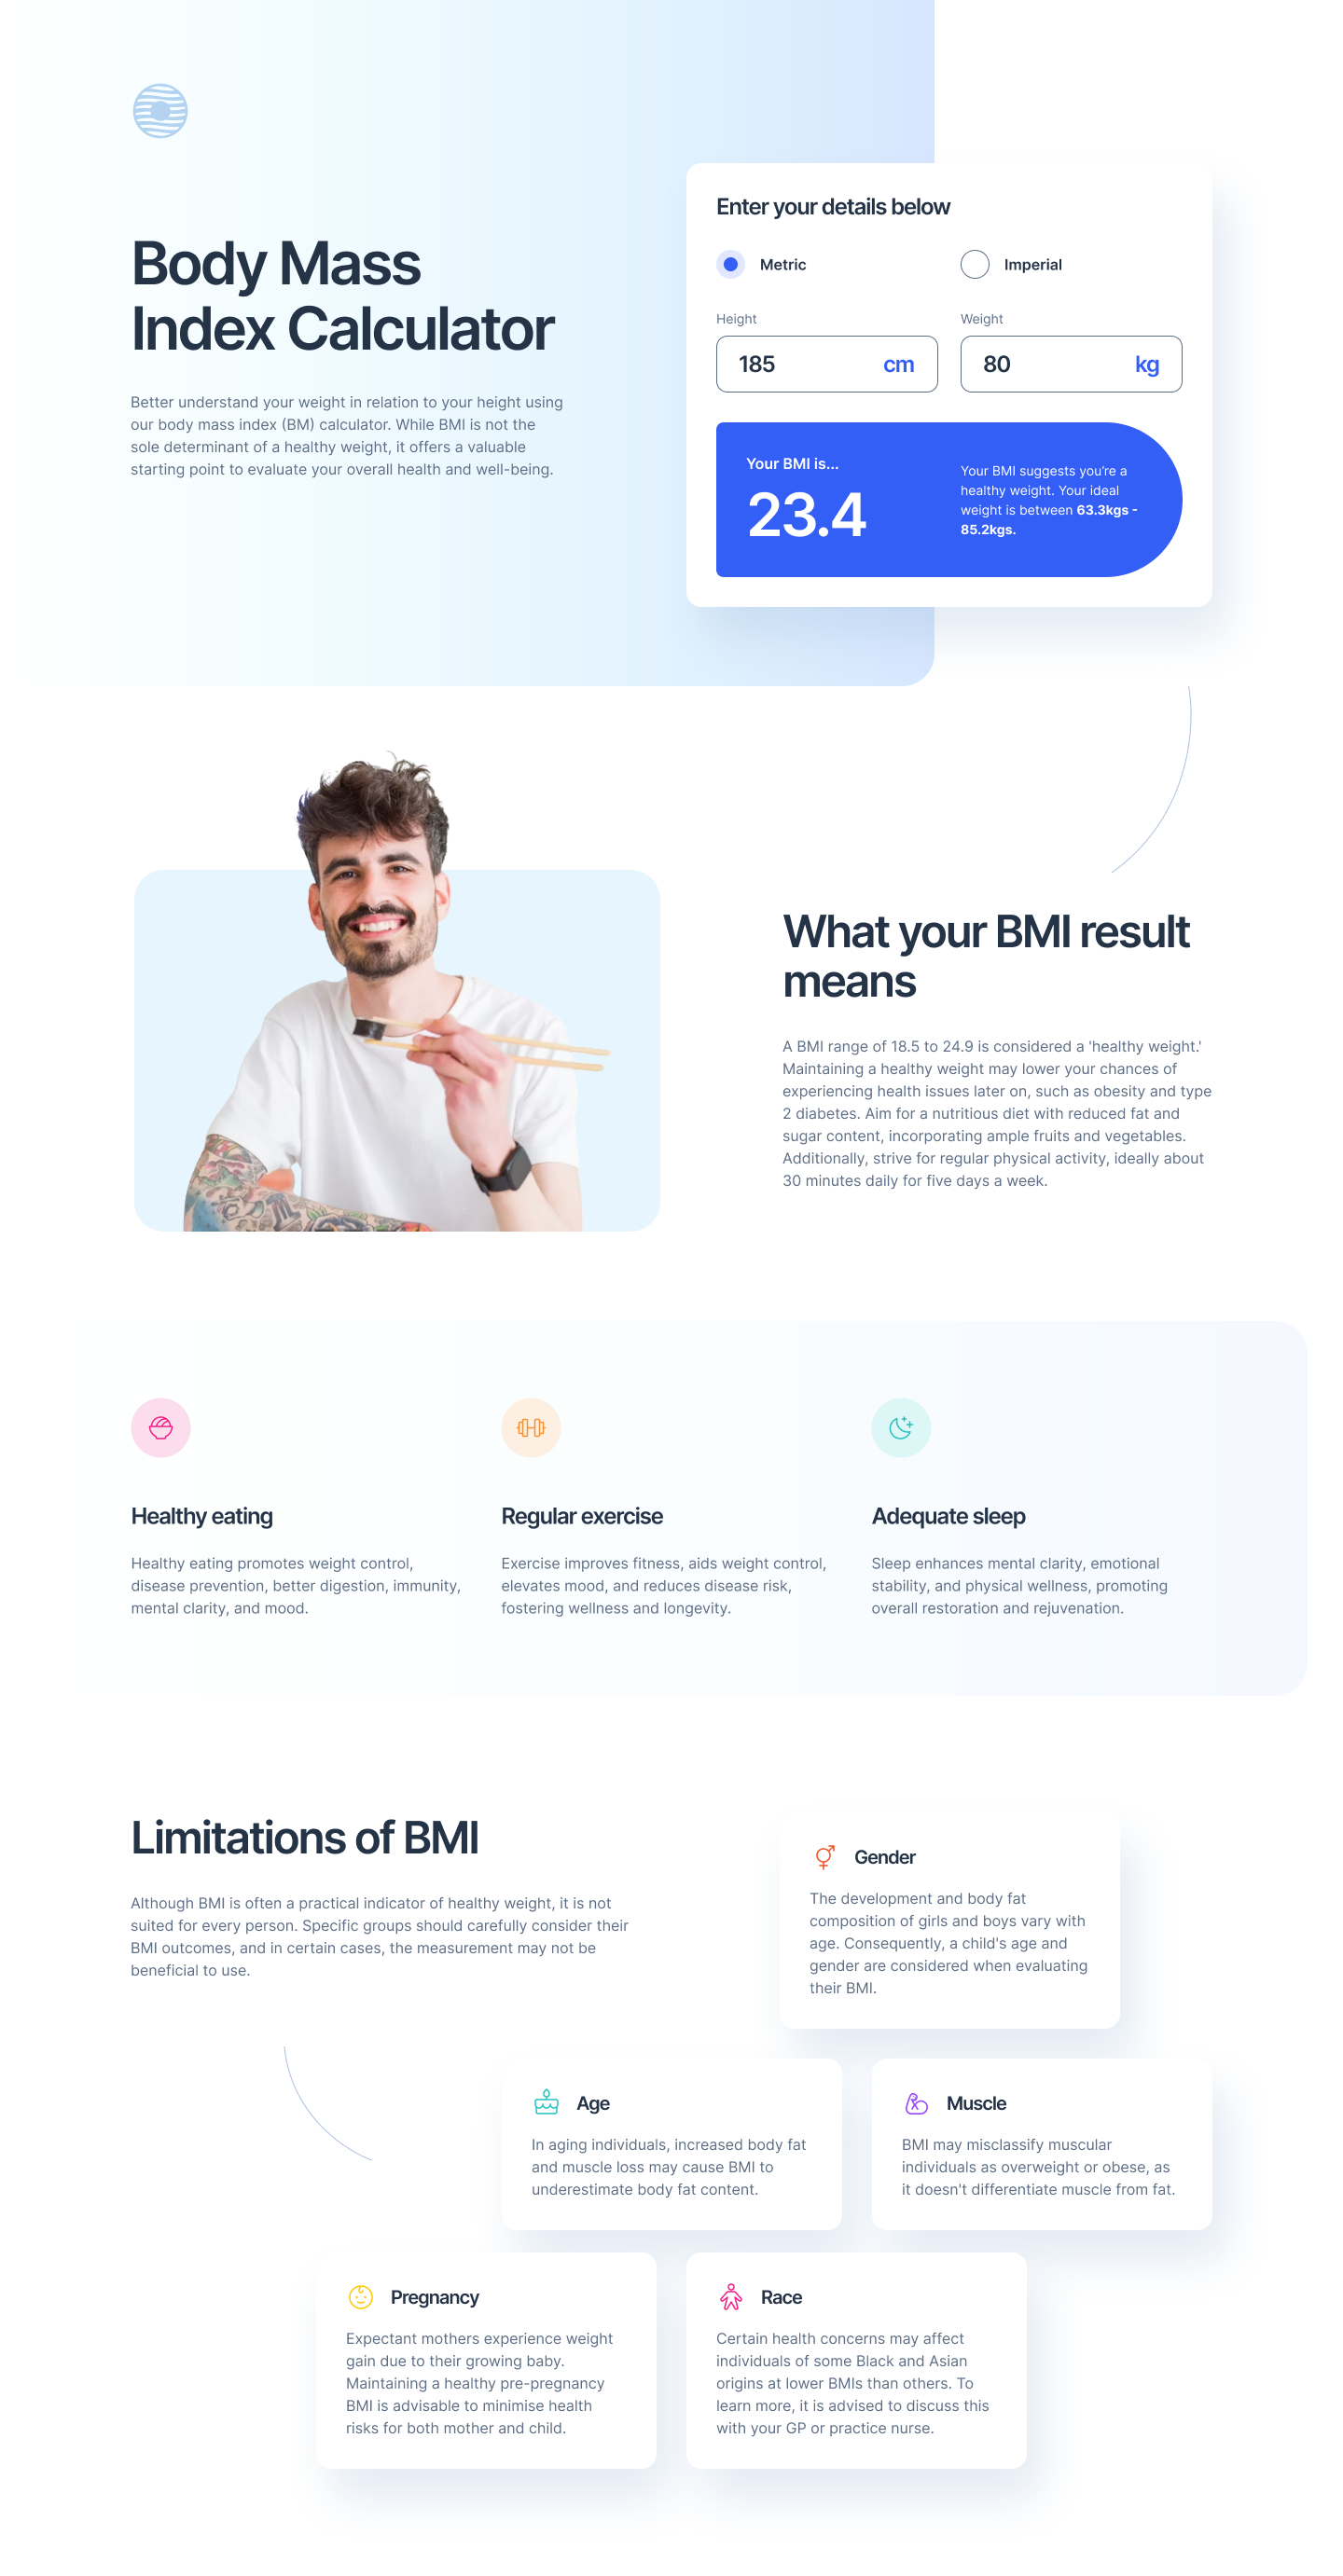 Body Mass
Index Calculator
Better understand your weight in relation to your height using
our body mass index (BM) calculator. While BMI is not the
sole determinant of a healthy weight, it offers a valuable
starting point to evaluate your overall health and well-being.
Enter your details below
Metric
Imperial
Height
Weight
185 cm
80 kg
Your BMI is...
23.4
Your BMI suggests you're a
healthy weight. Your ideal
weight is between 63.3kgs -
85.2kgs.
What your BMI result
means
A BMI range of 18.5 to 24.9 is considered a 'healthy weight.'
Maintaining a healthy weight may lower your chances of
experiencing health issues later on, such as obesity and type
2 diabetes. Aim for a nutritious diet with reduced fat and
sugar content, incorporating ample fruits and vegetables.
Additionally, strive for regular physical activity, ideally about
30 minutes daily for five days a week.
Healthy eating
Healthy eating promotes weight control,
disease prevention, better digestion, immunity,
mental clarity, and mood.
Regular exercise
Exercise improves fitness, aids weight control,
elevates mood, and reduces disease risk,
fostering wellness and longevity.
Adequate sleep
Sleep enhances mental clarity, emotional
stability, and physical wellness, promoting
overall restoration and rejuvenation.
Limitations of BMI
Although BMI is often a practical indicator of healthy weight, it is not
suited for every person. Specific groups should carefully consider their
BMI outcomes, and in certain cases, the measurement may not be
beneficial to use.
Gender
The development and body fat
composition of girls and boys vary with
age. Consequently, a child's age and
gender are considered when evaluating
their BMI.
Age
In aging individuals, increased body fat
and muscle loss may cause BMI to
underestimate body fat content.
Muscle
BMI may misclassify muscular
individuals as overweight or obese, as
it doesn't differentiate muscle from fat.
Pregnancy
Expectant mothers experience weight
gain due to their growing baby.
Maintaining a healthy pre-pregnancy
BMI is advisable to minimise health
risks for both mother and child.
Race
Certain health concerns may affect
individuals of some Black and Asian
origins at lower BMIs than others. To
learn more, it is advised to discuss this
with your GP or practice nurse.